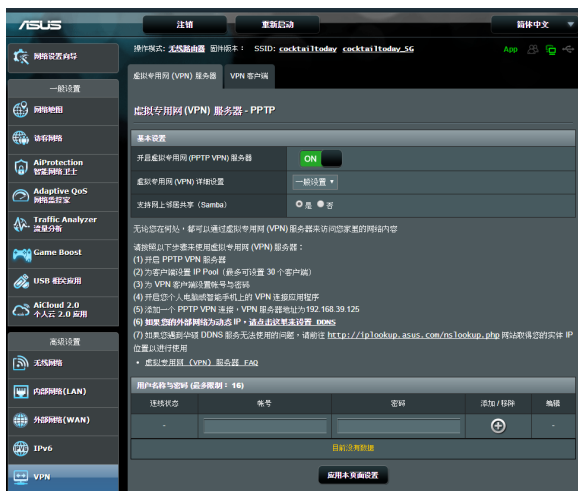 ASUS
注销
重新启动
简体中文
操作模式: 无线路由器 固件版本: SSID: cocktailtoday cocktailtoday_5G
App
网络设置向导
一般设置
网络地图
访客网络
AiProtection
智能网络卫士
Adaptive QoS
网络监控家
Traffic Analyzer
流量分析
Game Boost
USB 相关应用
AiCloud 2.0
个人云 2.0 应用
高级设置
无线网络
内部网络(LAN)
外部网络(WAN)
IPv6
VPN
虚拟专用网 (VPN) 服务器
VPN 客户端
虚拟专用网 (VPN) 服务器 - PPTP
基本设置
开启虚拟专用网 (PPTP VPN) 服务器
ON
虚拟专用网 (VPN) 详细设置
一般设置
支持网上邻居共享 (Samba)
是 否
无论您在何处，都可以通过虚拟专用网 (VPN) 服务器来访问您家里的网络内容
请按照以下步骤来使用虚拟专用网 (VPN) 服务器：
(1) 开启 PPTP VPN 服务器
(2) 为客户端设置 IP Pool（最多可设置 30 个客户端）
(3) 为 VPN 客户端设置帐号与密码
(4) 开启您个人电脑或智能手机上的 VPN 连接应用程序
(5) 添加一个 PPTP VPN 连接，VPN 服务器地址为 192.168.39.125
(6) 如果您的外部网络为动态 IP，请点击这里来设置 DDNS
(7) 如果您遇到华硕 DDNS 服务无法使用的问题，请前往 http://iplookup.asus.com/nslookup.php 网站取得您的实体 IP
位置以进行使用
• 虚拟专用网 (VPN) 服务器 FAQ
用户名称与密码 (最多限制 : 16)
连线状态
帐号
密码
添加 / 移除
编辑
-
-
目前没有数据
应用本页面设置